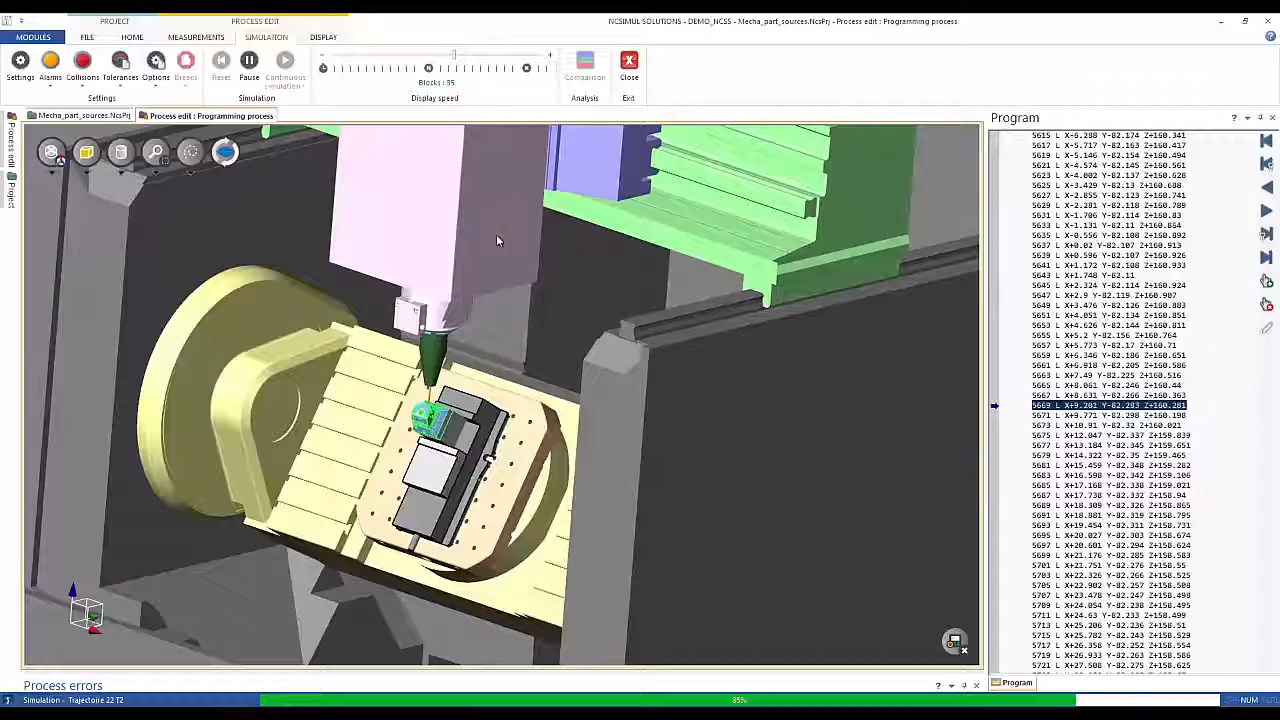 PROJECT
PROCESS EDIT
NCSIMUL SOLUTIONS - DEMO_NCSS - Mecha_part_sources.NcsPrj - Process edit : Programming process
MODULES FILE HOME MEASUREMENTS SIMULATION DISPLAY
Settings Alarms Collisions Tolerances Options Breaks Reset Pause Continuous simulation Comparison Close
Blocks : 35
Settings Simulation Display speed Analysis Exit
Mecha_part_sources.NcsPrj Process edit : Programming process
Process edit
Project
Program
5615 L X-6.288 Y-82.174 Z+160.341
5617 L X-5.717 Y-82.163 Z+160.417
5619 L X-5.146 Y-82.154 Z+160.494
5621 L X-4.574 Y-82.145 Z+160.561
5623 L X-4.002 Y-82.137 Z+160.628
5625 L X-3.429 Y-82.13 Z+160.688
5627 L X-2.855 Y-82.123 Z+160.741
5629 L X-2.281 Y-82.118 Z+160.789
5631 L X-1.706 Y-82.114 Z+160.83
5633 L X-1.131 Y-82.11 Z+160.864
5635 L X-0.556 Y-82.108 Z+160.892
5637 L X+0.02 Y-82.107 Z+160.913
5639 L X+0.596 Y-82.107 Z+160.926
5641 L X+1.172 Y-82.108 Z+160.933
5643 L X+1.748 Y-82.11
5645 L X+2.324 Y-82.114 Z+160.924
5647 L X+2.9 Y-82.119 Z+160.907
5649 L X+3.476 Y-82.126 Z+160.883
5651 L X+4.051 Y-82.134 Z+160.851
5653 L X+4.626 Y-82.144 Z+160.811
5655 L X+5.2 Y-82.156 Z+160.764
5657 L X+5.773 Y-82.17 Z+160.71
5659 L X+6.346 Y-82.186 Z+160.651
5661 L X+6.918 Y-82.205 Z+160.586
5663 L X+7.49 Y-82.225 Z+160.516
5665 L X+8.061 Y-82.246 Z+160.44
5667 L X+8.631 Y-82.266 Z+160.363
5669 L X+9.201 Y-82.283 Z+160.281
5671 L X+9.771 Y-82.298 Z+160.198
5673 L X+10.91 Y-82.32 Z+160.021
5675 L X+12.047 Y-82.337 Z+159.839
5677 L X+13.184 Y-82.345 Z+159.651
5679 L X+14.322 Y-82.35 Z+159.465
5681 L X+15.459 Y-82.348 Z+159.282
5683 L X+16.598 Y-82.342 Z+159.106
5685 L X+17.168 Y-82.338 Z+159.021
5687 L X+17.738 Y-82.332 Z+158.94
5689 L X+18.309 Y-82.326 Z+158.865
5691 L X+18.881 Y-82.319 Z+158.795
5693 L X+19.454 Y-82.311 Z+158.731
5695 L X+20.027 Y-82.303 Z+158.674
5697 L X+20.601 Y-82.294 Z+158.624
5699 L X+21.176 Y-82.285 Z+158.583
5701 L X+21.751 Y-82.276 Z+158.55
5703 L X+22.326 Y-82.266 Z+158.525
5705 L X+22.902 Y-82.257 Z+158.508
5707 L X+23.478 Y-82.247 Z+158.498
5709 L X+24.054 Y-82.238 Z+158.495
5711 L X+24.63 Y-82.233 Z+158.499
5713 L X+25.206 Y-82.236 Z+158.51
5715 L X+25.782 Y-82.243 Z+158.529
5717 L X+26.358 Y-82.252 Z+158.554
5719 L X+26.933 Y-82.263 Z+158.586
5721 L X+27.508 Y-82.275 Z+158.625
Program
Process errors
Simulation - Trajectoire 22 T2
85%
NUM